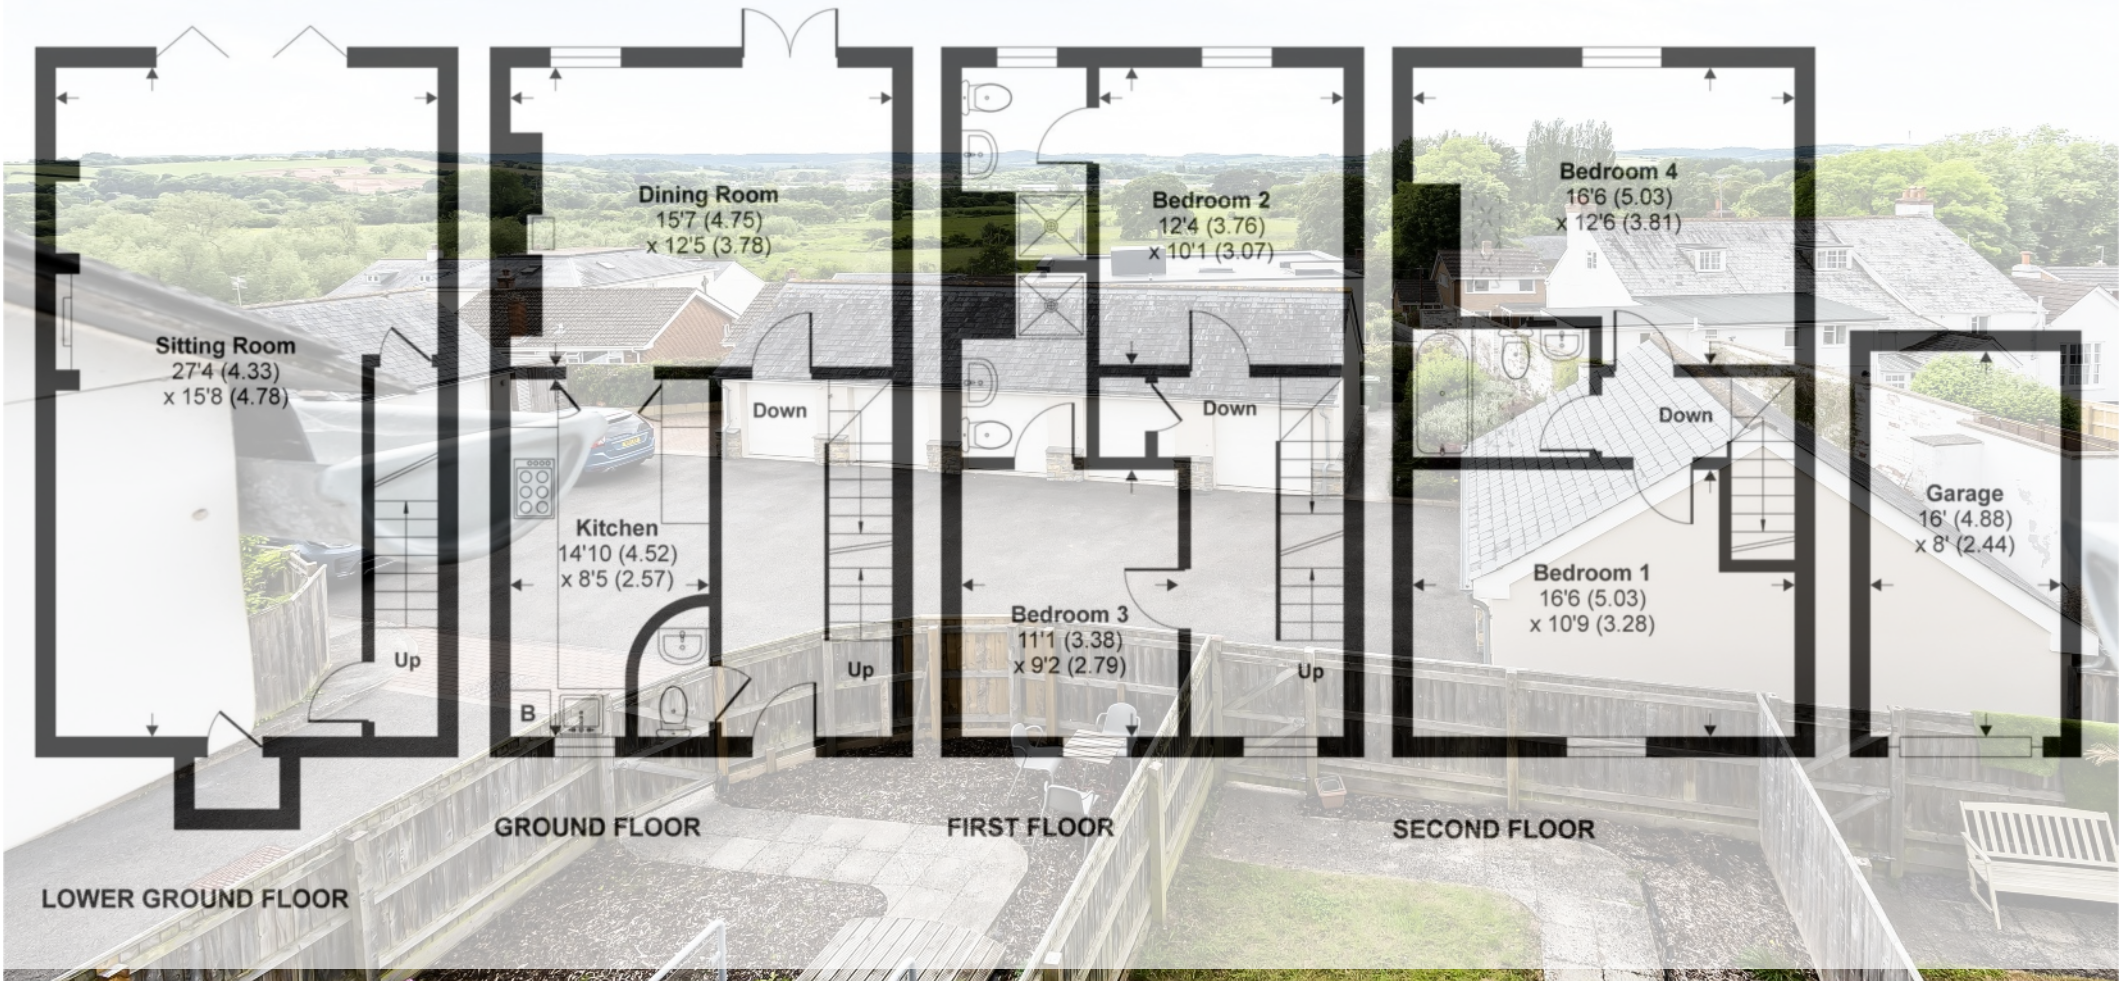 Sitting Room
27'4 (4.33)
x 15'8 (4.78)
Up
LOWER GROUND FLOOR
Dining Room
15'7 (4.75)
x 12'5 (3.78)
Down
Kitchen
14'10 (4.52)
x 8'5 (2.57)
B
Up
GROUND FLOOR
Bedroom 2
12'4 (3.76)
x 10'1 (3.07)
Down
Bedroom 3
11'1 (3.38)
x 9'2 (2.79)
Up
FIRST FLOOR
Bedroom 4
16'6 (5.03)
x 12'6 (3.81)
Down
Bedroom 1
16'6 (5.03)
x 10'9 (3.28)
SECOND FLOOR
Garage
16' (4.88)
x 8' (2.44)